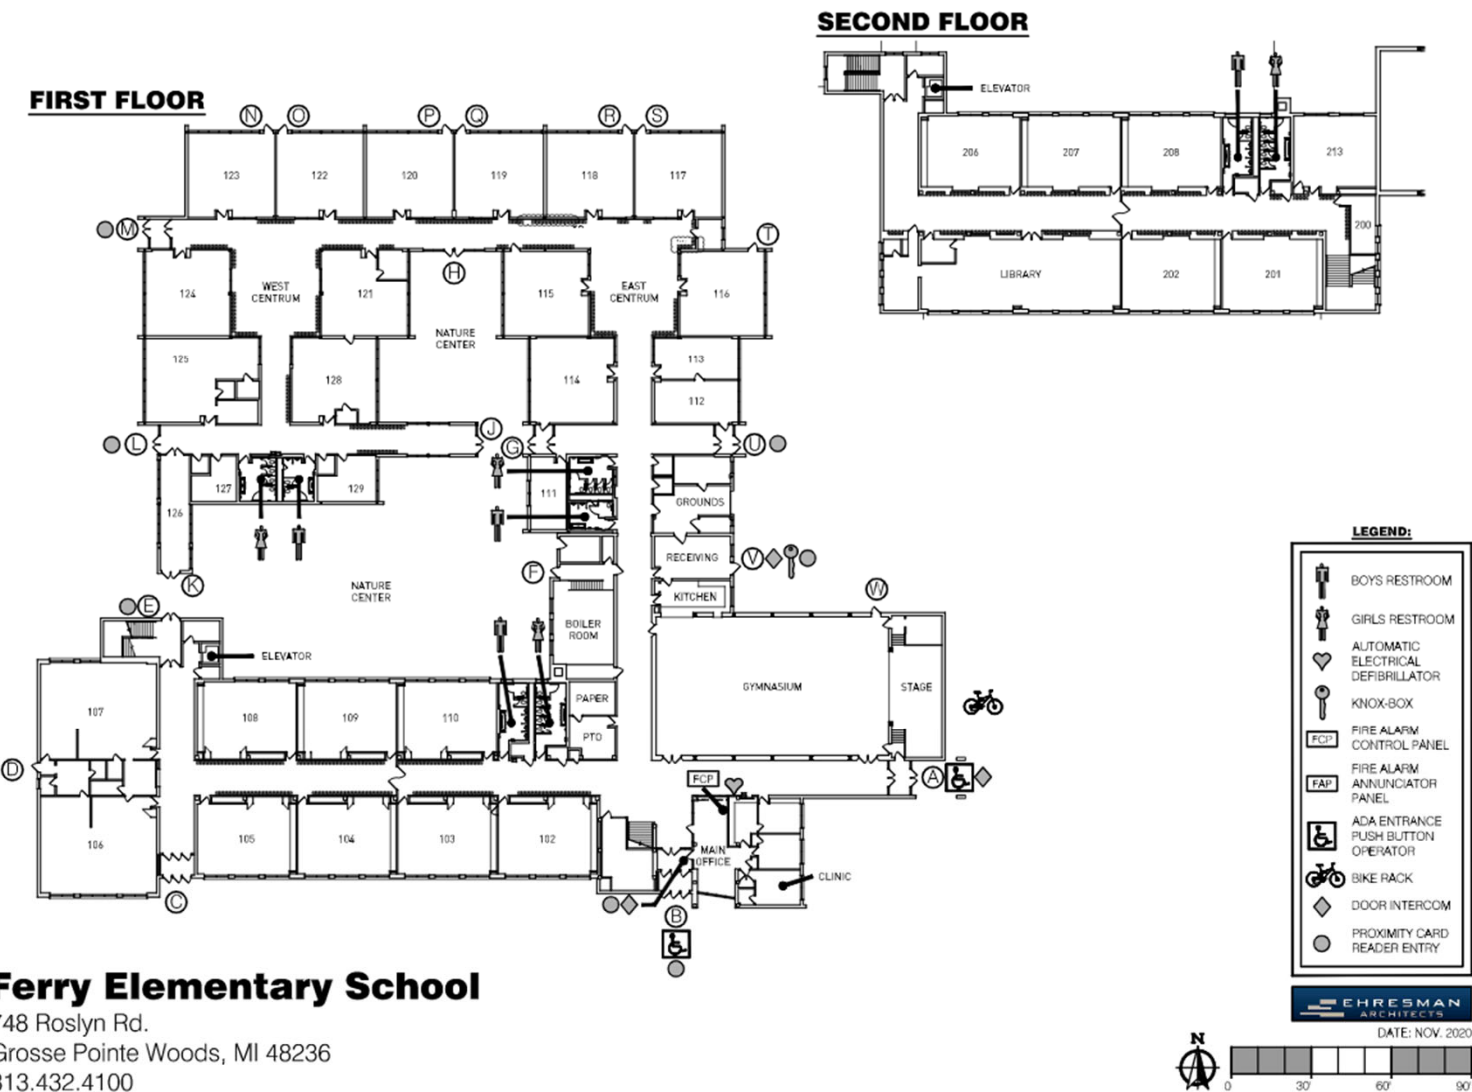 SECOND FLOOR
ELEVATOR
206
207
208
213
200
LIBRARY
202
201
FIRST FLOOR
N O P Q R S
123
122
120
119
118
117
M
T
H
124
WEST
CENTRUM
121
115
EAST
CENTRUM
116
NATURE
CENTER
125
128
114
113
112
L
J
G
U
127
129
111
126
GROUNDS
RECEIVING
V
F
K
NATURE
CENTER
KITCHEN
W
E
BOILER
ROOM
ELEVATOR
107
108
109
110
PAPER
PTO
GYMNASIUM
STAGE
D
A
FCP
106
105
104
103
102
MAIN
OFFICE
CLINIC
C
B
LEGEND:
BOYS RESTROOM
GIRLS RESTROOM
AUTOMATIC
ELECTRICAL
DEFIBRILLATOR
KNOX-BOX
FCP
FIRE ALARM
CONTROL PANEL
FAP
FIRE ALARM
ANNUNCIATOR
PANEL
ADA ENTRANCE
PUSH BUTTON
OPERATOR
BIKE RACK
DOOR INTERCOM
PROXIMITY CARD
READER ENTRY
EHRESMAN
ARCHITECTS
DATE: NOV. 2020
N
0 30' 60' 90'
Ferry Elementary School
748 Roslyn Rd.
Grosse Pointe Woods, MI 48236
313.432.4100